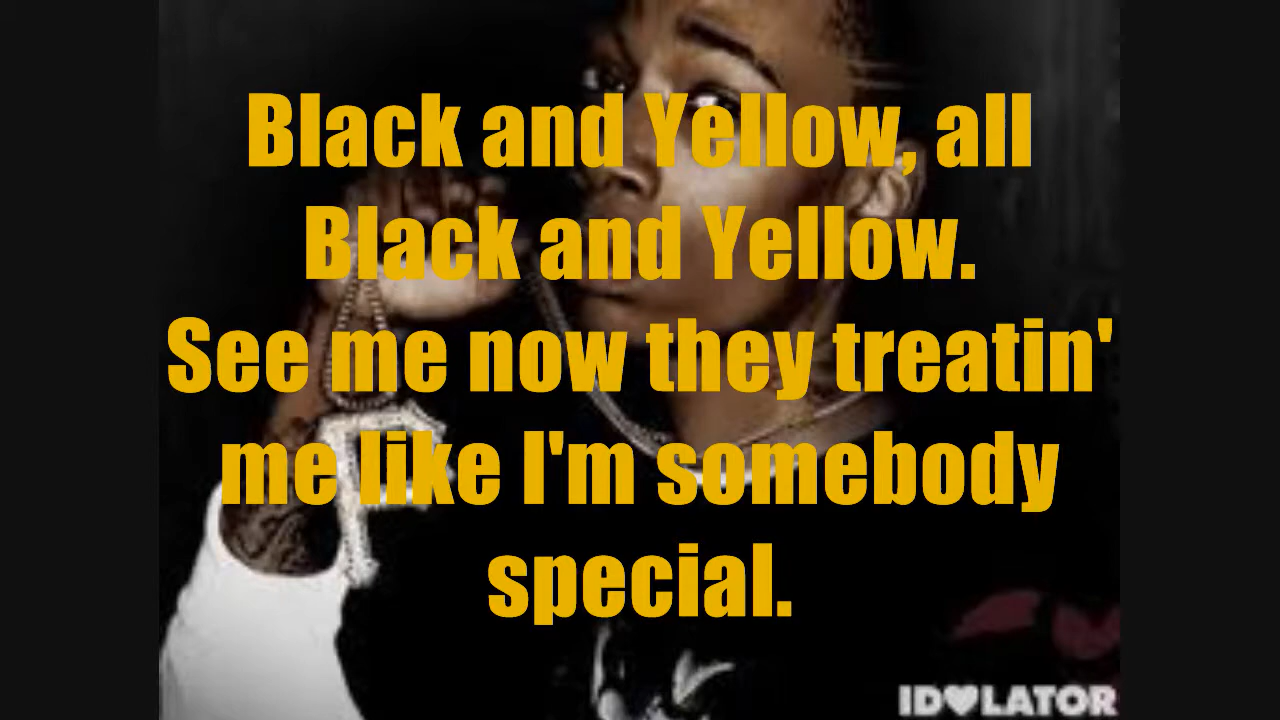 Black and Yellow, all
Black and Yellow.
See me now they treatin'
me like I'm somebody
special.
IDOLATOR